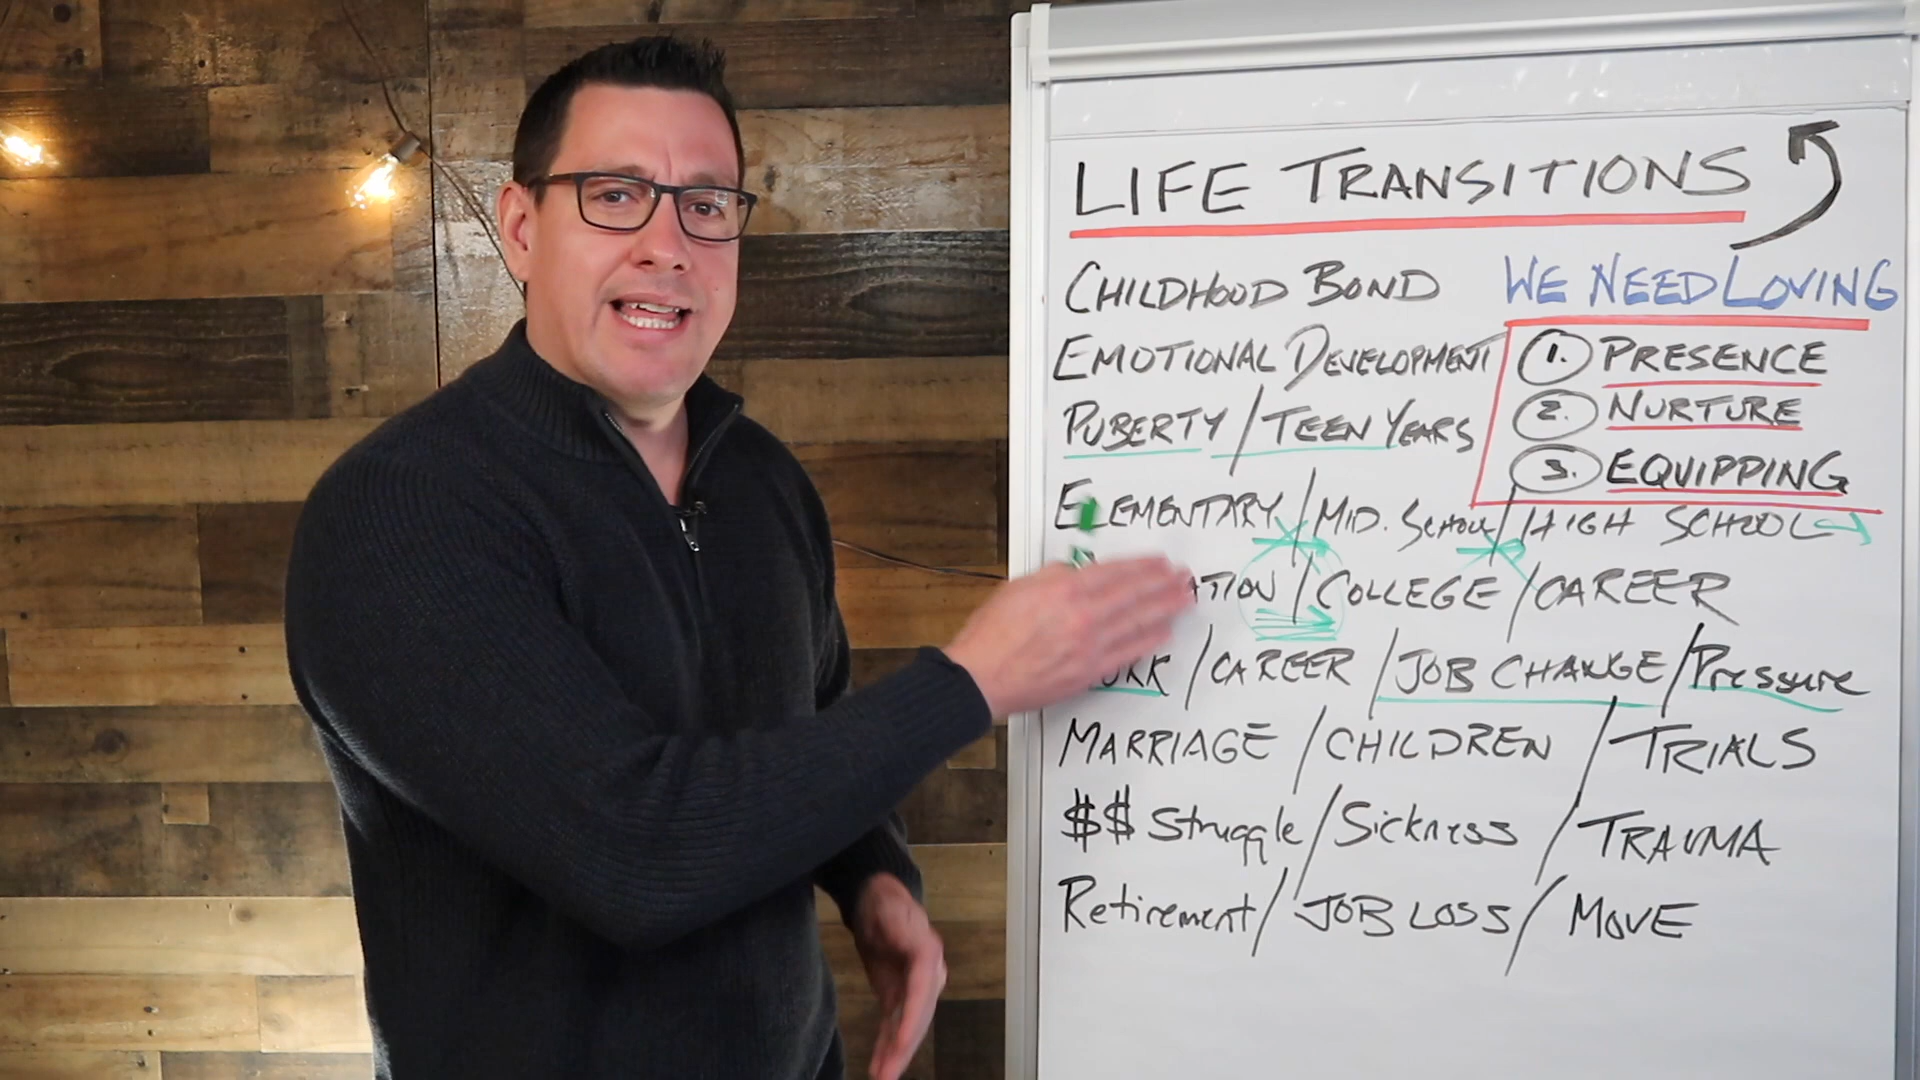 LIFE TRANSITIONS
CHILDHOOD BOND
WE NEED LOVING
EMOTIONAL DEVELOPMENT
1. PRESENCE
PUBERTY / TEEN YEARS
2. NURTURE
3. EQUIPPING
ELEMENTARY / MID. SCHOOL / HIGH SCHOOL
/ COLLEGE / CAREER
/ CAREER / JOB CHANGE / Pressure
MARRIAGE / CHILDREN / TRIALS
$$ Struggle / Sickness / TRAUMA
Retirement / JOB LOSS / MOVE